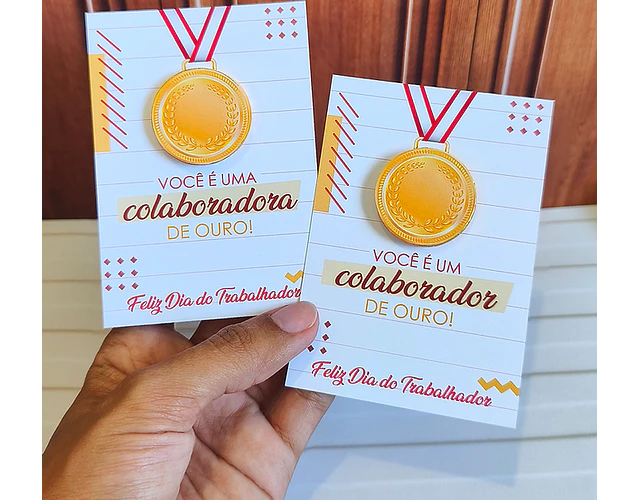 VOCÊ É UMA
colaboradora
DE OURO!
Feliz Dia do Trabalhador
VOCÊ É UM
colaborador
DE OURO!
Feliz Dia do Trabalhador